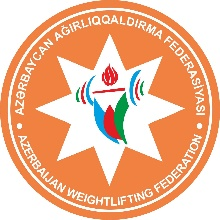 AZƏRBAYCAN AĞIRLIQQALDIRMA FEDERASİYASI
AZERBAIJAN WEIGHTLIFTING FEDERATION